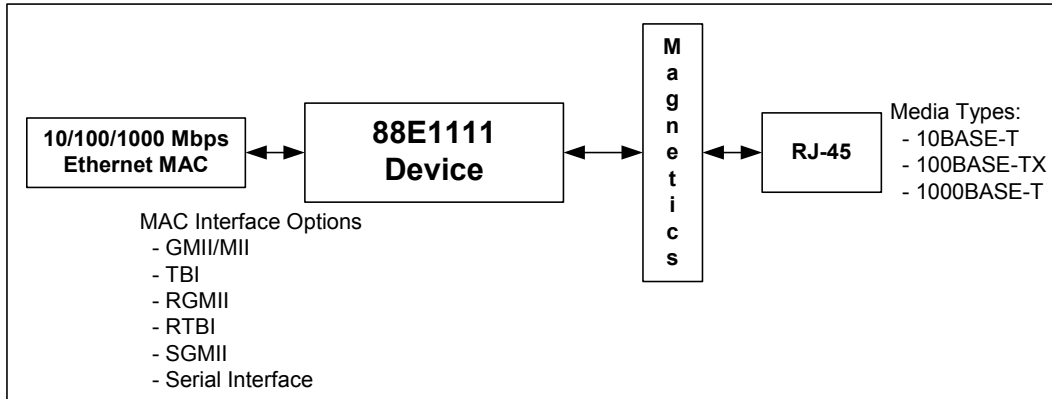 10/100/1000 Mbps
Ethernet MAC
88E1111
Device
Magnetics
RJ-45
Media Types:
- 10BASE-T
- 100BASE-TX
- 1000BASE-T
MAC Interface Options
- GMII/MII
- TBI
- RGMII
- RTBI
- SGMII
- Serial Interface